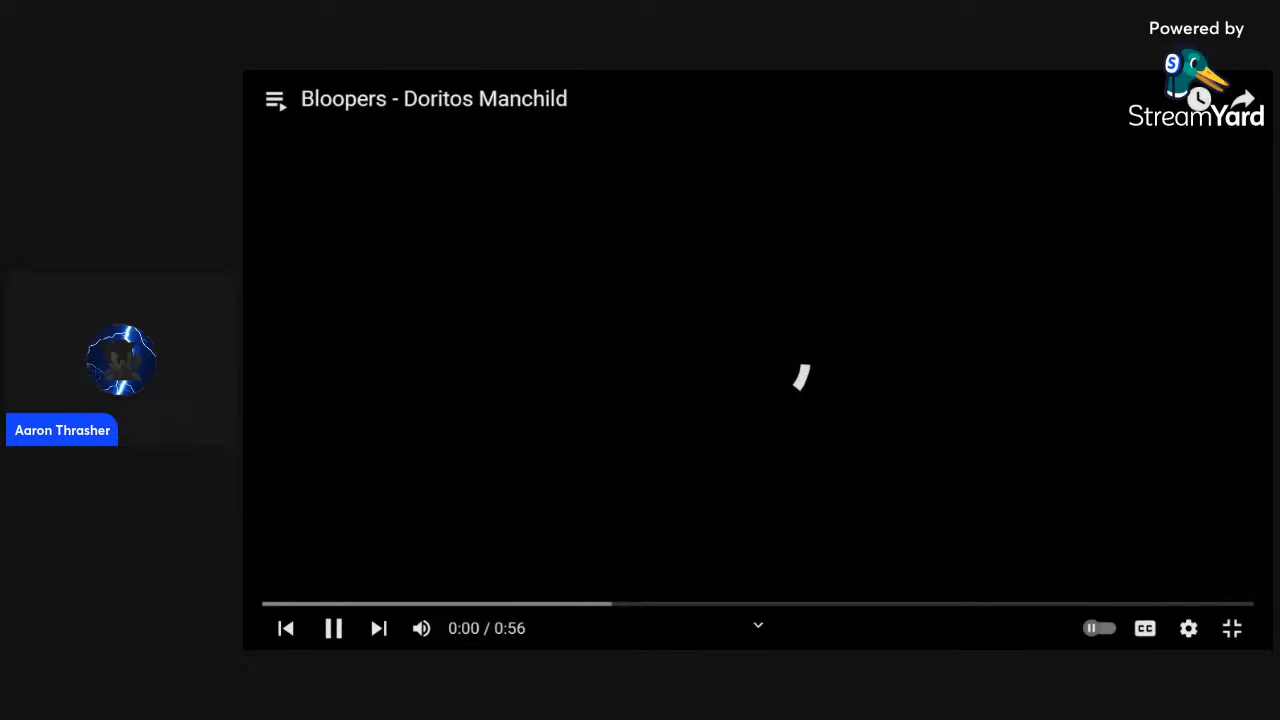 Powered by
S
StreamYard
Bloopers - Doritos Manchild
Aaron Thrasher
0:00 / 0:56
CC